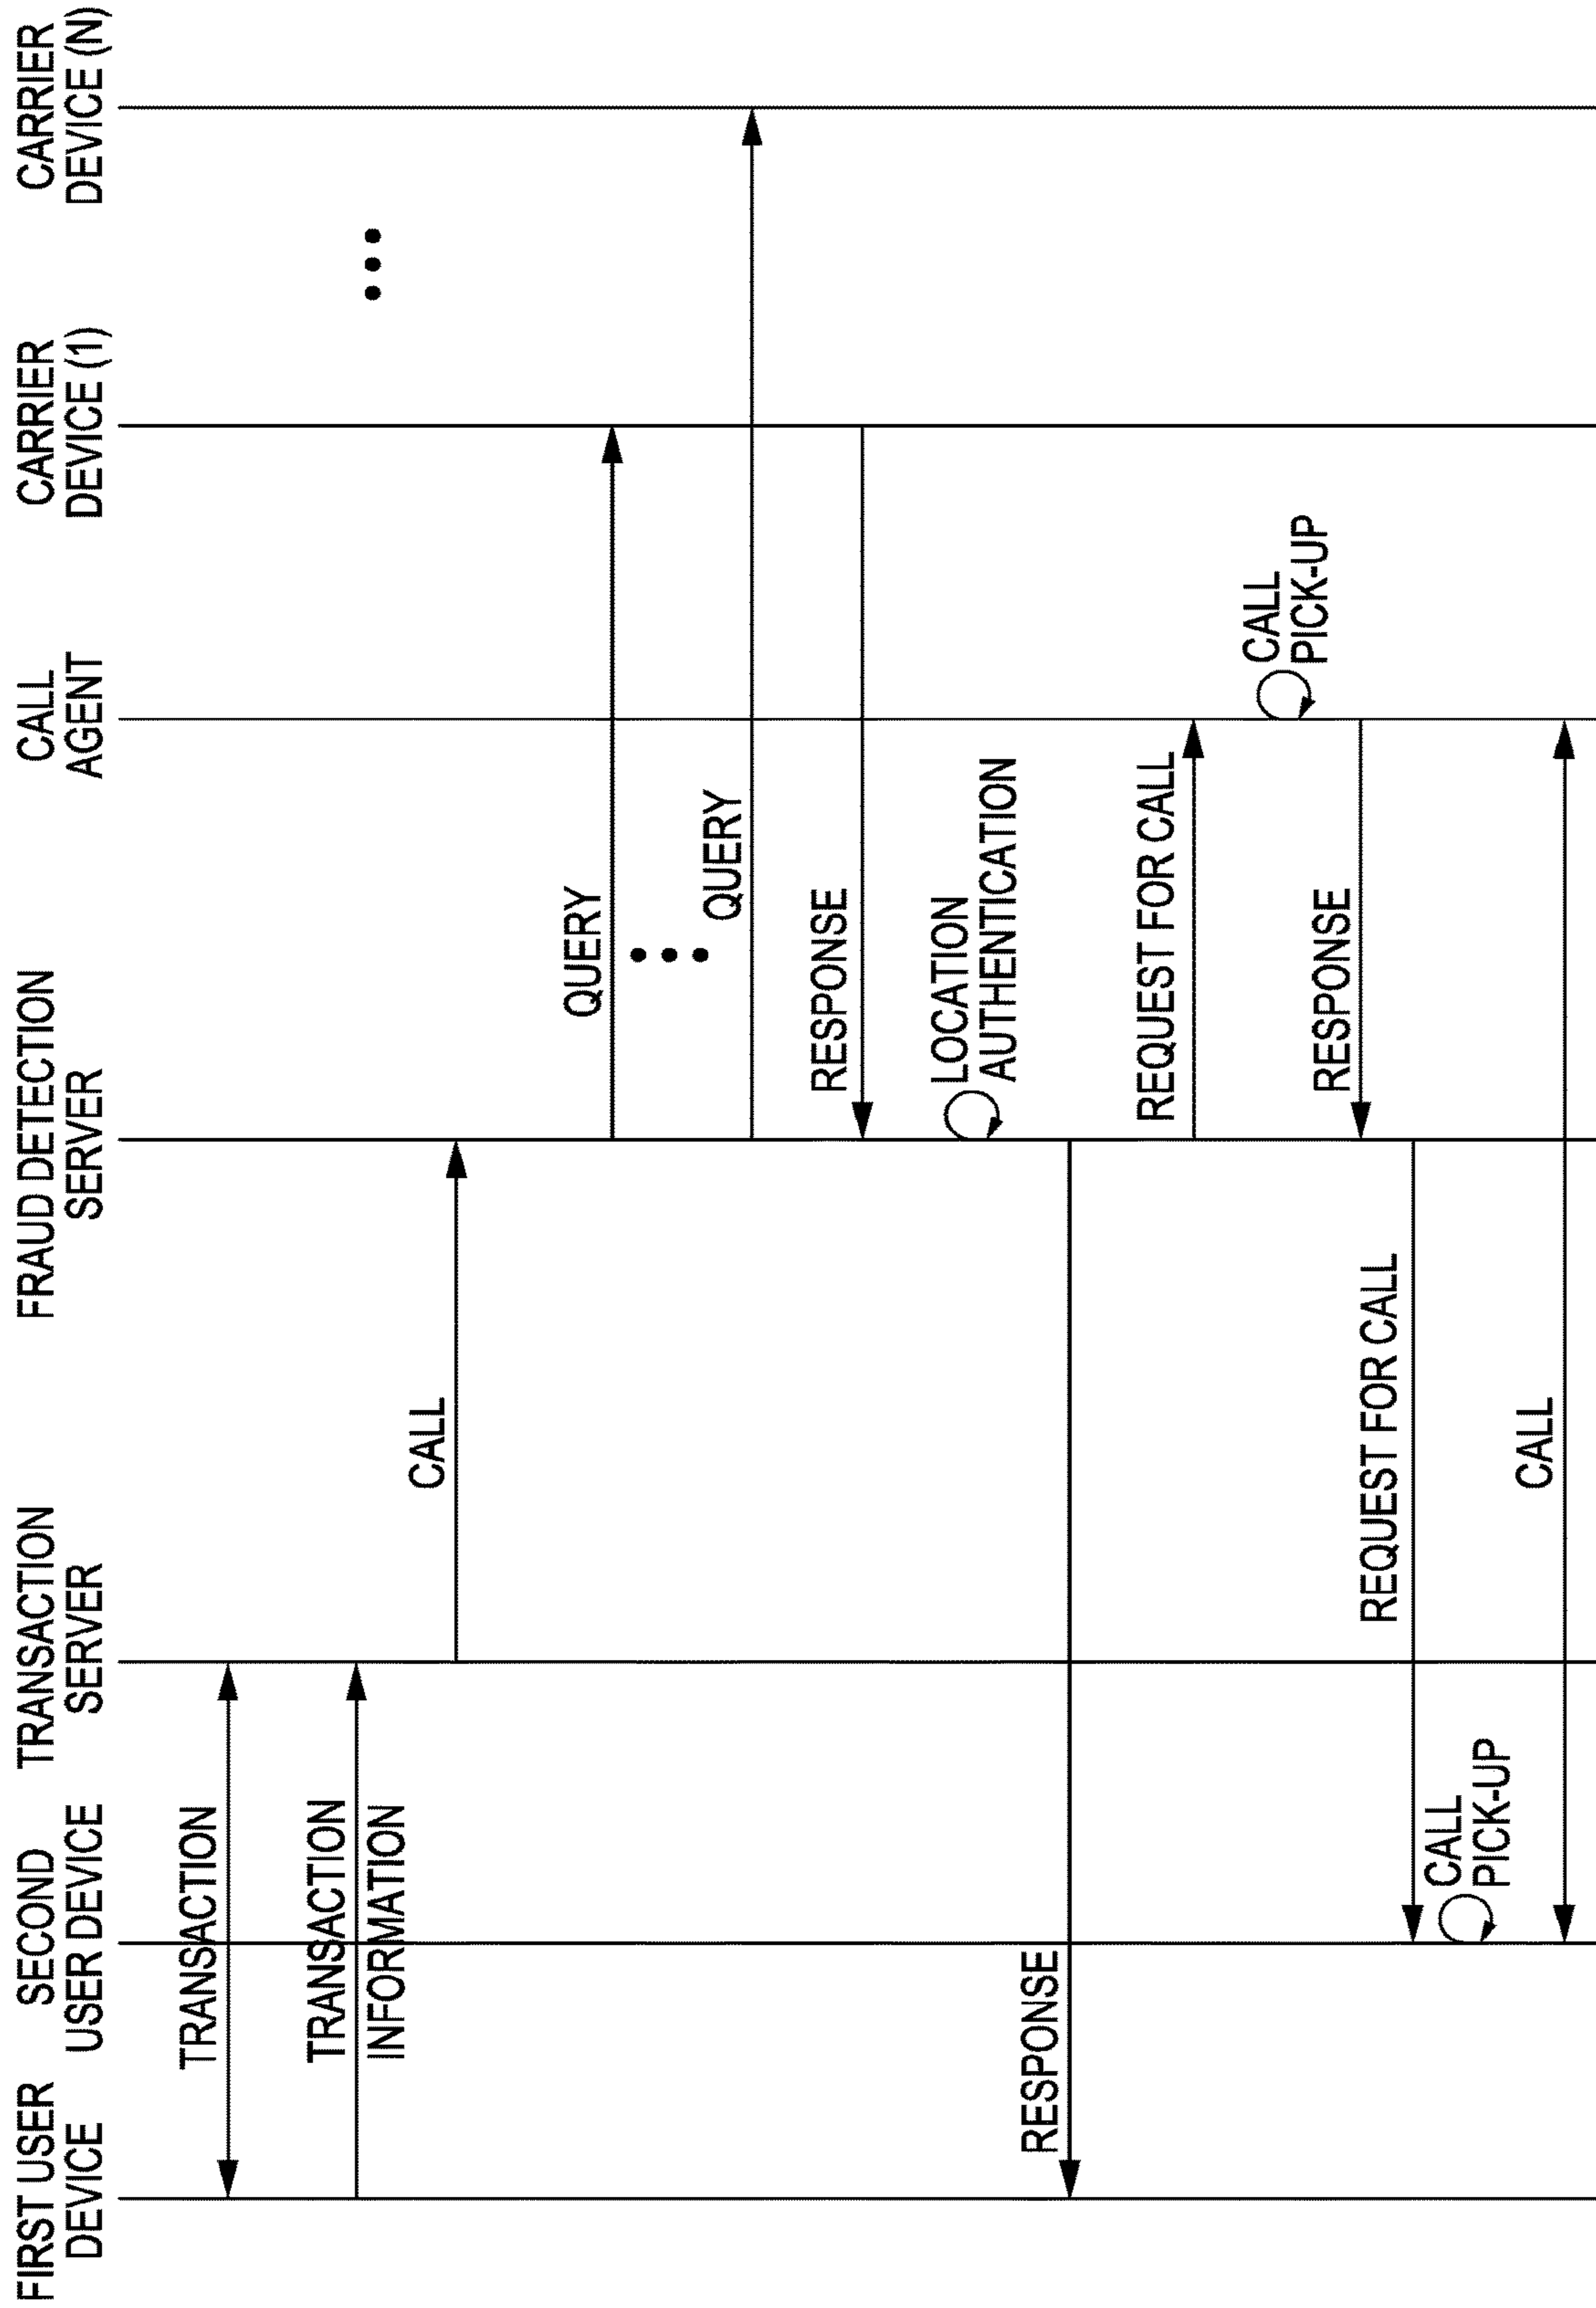 FIRST USER
DEVICE
SECOND
USER DEVICE
TRANSACTION
SERVER
FRAUD DETECTION
SERVER
CALL
AGENT
CARRIER
DEVICE (1)
CARRIER
DEVICE (N)
TRANSACTION
TRANSACTION
INFORMATION
CALL
QUERY
QUERY
RESPONSE
LOCATION
AUTHENTICATION
RESPONSE
REQUEST FOR CALL
CALL
PICK-UP
RESPONSE
REQUEST FOR CALL
CALL
PICK-UP
CALL